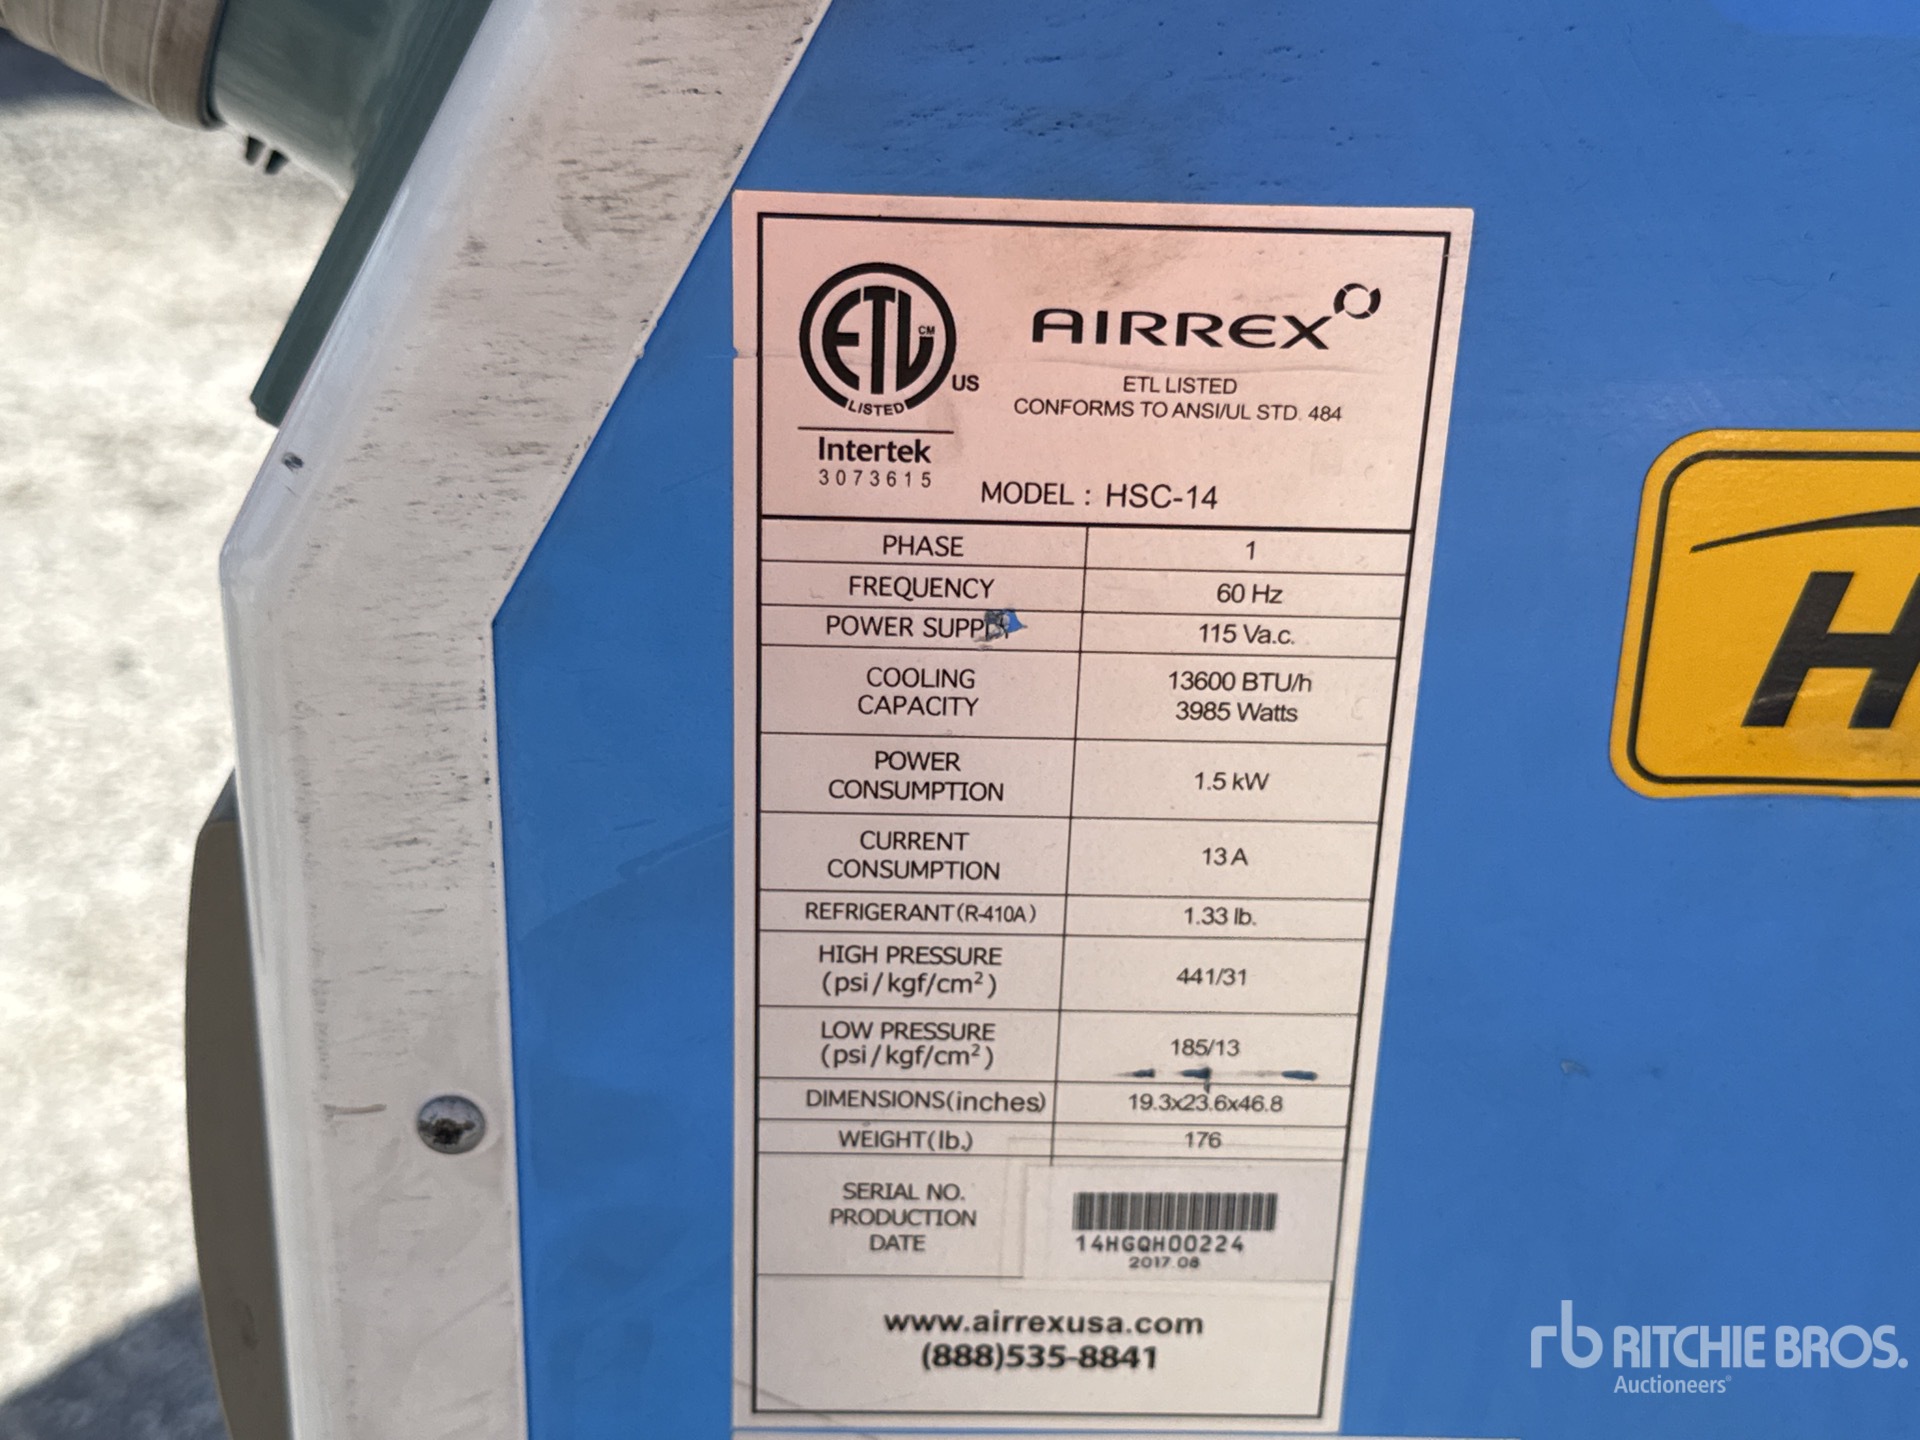 ETL CM
LISTED
US
Intertek
3073615
AIRREX
ETL LISTED
CONFORMS TO ANSI/UL STD. 484
MODEL : HSC-14
PHASE 1
FREQUENCY 60 Hz
POWER SUPPLY 115 Va.c.
COOLING CAPACITY 13600 BTU/h
3985 Watts
POWER CONSUMPTION 1.5 kW
CURRENT CONSUMPTION 13 A
REFRIGERANT(R-410A) 1.33 lb.
HIGH PRESSURE
(psi/kgf/cm²) 441/31
LOW PRESSURE
(psi/kgf/cm²) 185/13
DIMENSIONS(inches) 19.3x23.6x46.8
WEIGHT(lb.) 176
SERIAL NO.
PRODUCTION
DATE
14HGQH00224
2017.08
www.airrexusa.com
(888)535-8841
H
rb RITCHIE BROS.
Auctioneers